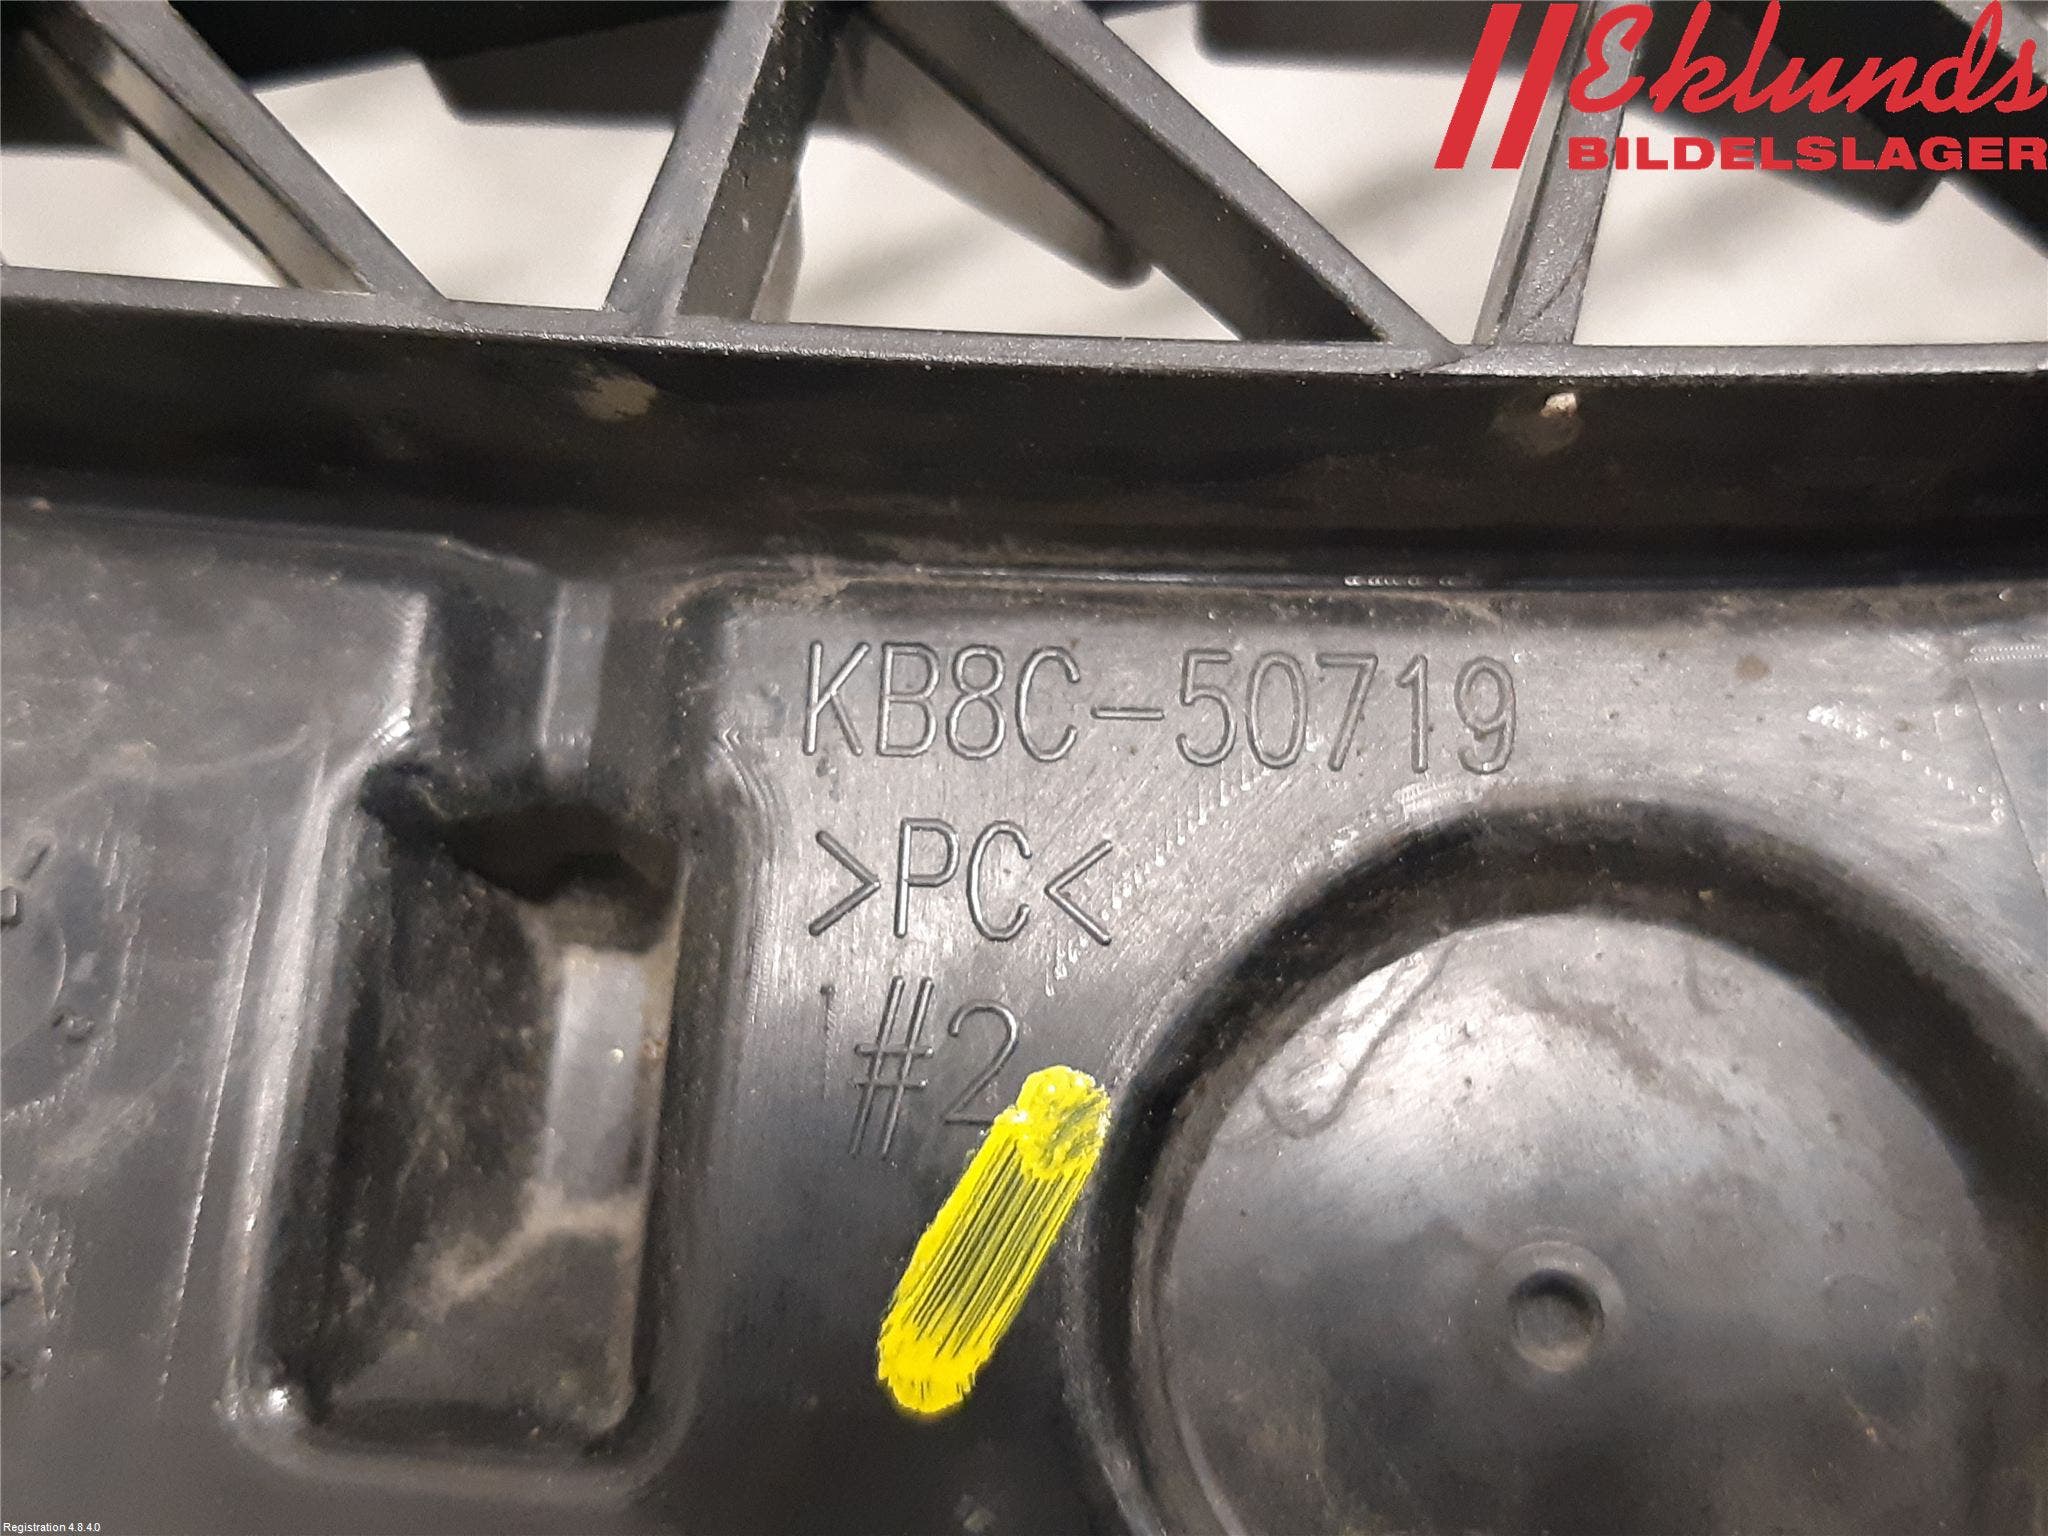 Eklunds
BILDELSLAGER
KB8C-50719
>PC<
#2
Registration 4.8.4.0